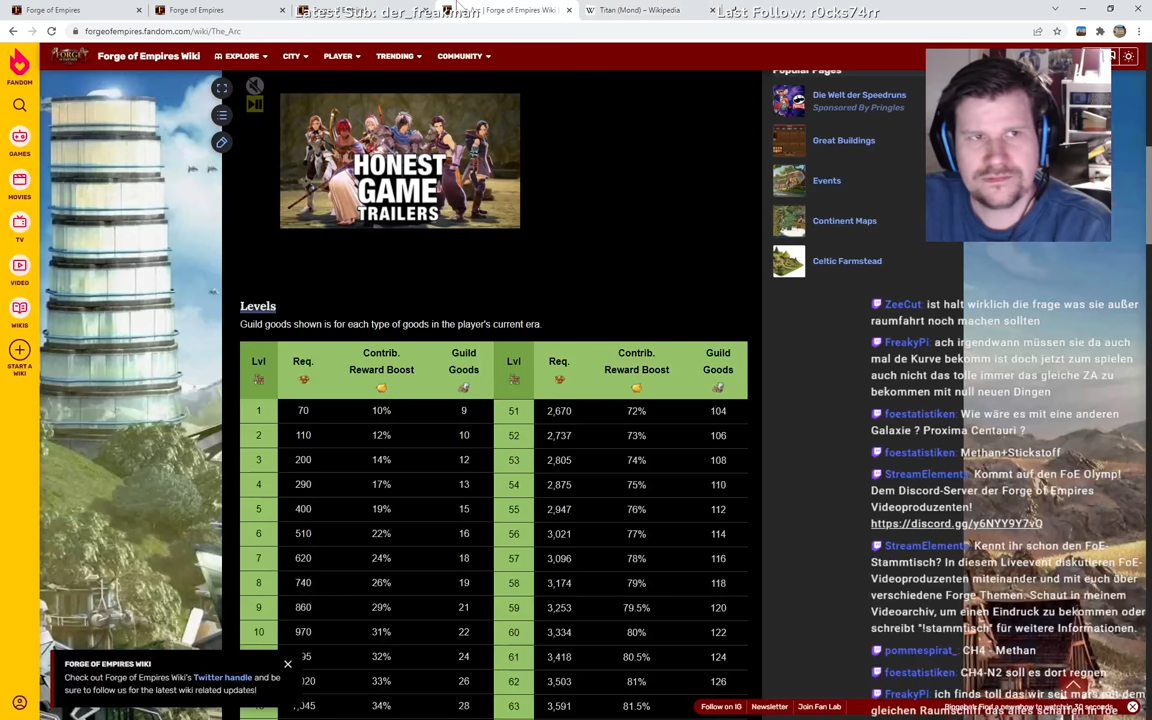 Forge of Empires
Forge of Empires
Latest Sub: der_freakman
| Forge of Empires Wiki
Titan (Mond) – Wikipedia
Last Follow: r0cks74rr
forgeofempires.fandom.com/wiki/The_Arc
FANDOM
GAMES
MOVIES
TV
VIDEO
WIKIS
START A
WIKI
Forge of Empires Wiki
EXPLORE
CITY
PLAYER
TRENDING
COMMUNITY
HONEST
GAME
TRAILERS
Popular Pages
Die Welt der Speedruns
Sponsored By Pringles
Great Buildings
Events
Continent Maps
Celtic Farmstead
Levels
Guild goods shown is for each type of goods in the player's current era.
Lvl Req. Contrib. Reward Boost Guild Goods Lvl Req. Contrib. Reward Boost Guild Goods
1 70 10% 9 51 2,670 72% 104
2 110 12% 10 52 2,737 73% 106
3 200 14% 12 53 2,805 74% 108
4 290 17% 13 54 2,875 75% 110
5 400 19% 15 55 2,947 76% 112
6 510 22% 16 56 3,021 77% 114
7 620 24% 18 57 3,096 78% 116
8 740 26% 19 58 3,174 79% 118
9 860 29% 21 59 3,253 79.5% 120
10 970 31% 22 60 3,334 80% 122
95 32% 24 61 3,418 80.5% 124
020 33% 26 62 3,503 81% 126
,045 34% 28 63 3,591 81.5% 128
FORGE OF EMPIRES WIKI
Check out Forge of Empires Wiki's Twitter handle and be
sure to follow us for the latest wiki related updates!
ZeeCut: ist halt wirklich die frage was sie außer
raumfahrt noch machen sollten
FreakyPi: ach irgendwann müssen sie da auch
mal de Kurve bekomm ist doch jetzt zum spielen
auch nicht das tolle immer das gleiche ZA zu
bekommen mit null neuen Dingen
foestatistiken: Wie wäre es mit eine anderen
Galaxie ? Proxima Centauri ?
foestatistiken: Methan+Stickstoff
StreamElements: Kommt auf den FoE Olymp!
Dem Discord-Server der Forge of Empires
Videoproduzenten!
https://discord.gg/y6NYY9Y7vQ
StreamElements: Kennt ihr schon den FoE-
Stammtisch? In diesem Liveevent diskutieren FoE-
Videoproduzenten miteinander und mit euch über
verschiedene Forge Themen. Schaut in meinem
Videoarchiv, um einen Eindruck zu bekommen oder
schreibt "!stammtisch" für weitere Informationen.
pommespirat_: CH4 - Methan
foestatistiken: CH4-N2 soll es dort regnen
FreakyPi: ich finds toll das wir seit mars mit dem
gleichen Raumschiff das alles schaffen in foe
Follow on IG
Newsletter
Join Fan Lab